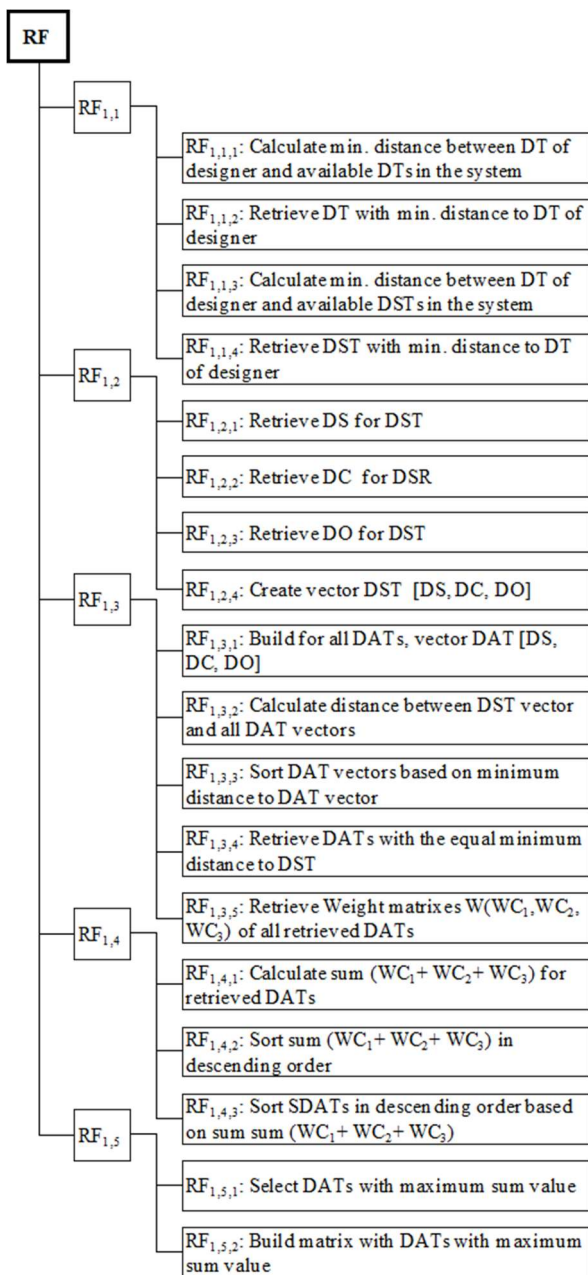 RF
RF1,1
RF1,1,1: Calculate min. distance between DT of
designer and available DTs in the system
RF1,1,2: Retrieve DT with min. distance to DT of
designer
RF1,1,3: Calculate min. distance between DT of
designer and available DSTs in the system
RF1,1,4: Retrieve DST with min. distance to DT
of designer
RF1,2
RF1,2,1: Retrieve DS for DST
RF1,2,2: Retrieve DC for DSR
RF1,2,3: Retrieve DO for DST
RF1,2,4: Create vector DST [DS, DC, DO]
RF1,3
RF1,3,1: Build for all DATs, vector DAT [DS,
DC, DO]
RF1,3,2: Calculate distance between DST vector
and all DAT vectors
RF1,3,3: Sort DAT vectors based on minimum
distance to DAT vector
RF1,3,4: Retrieve DATs with the equal minimum
distance to DST
RF1,3,5: Retrieve Weight matrixes W(WC1,WC2,
WC3) of all retrieved DATs
RF1,4
RF1,4,1: Calculate sum (WC1+ WC2+ WC3) for
retrieved DATs
RF1,4,2: Sort sum (WC1+ WC2+ WC3) in
descending order
RF1,4,3: Sort SDATs in descending order based
on sum sum (WC1+ WC2+ WC3)
RF1,5
RF1,5,1: Select DATs with maximum sum value
RF1,5,2: Build matrix with DATs with maximum
sum value